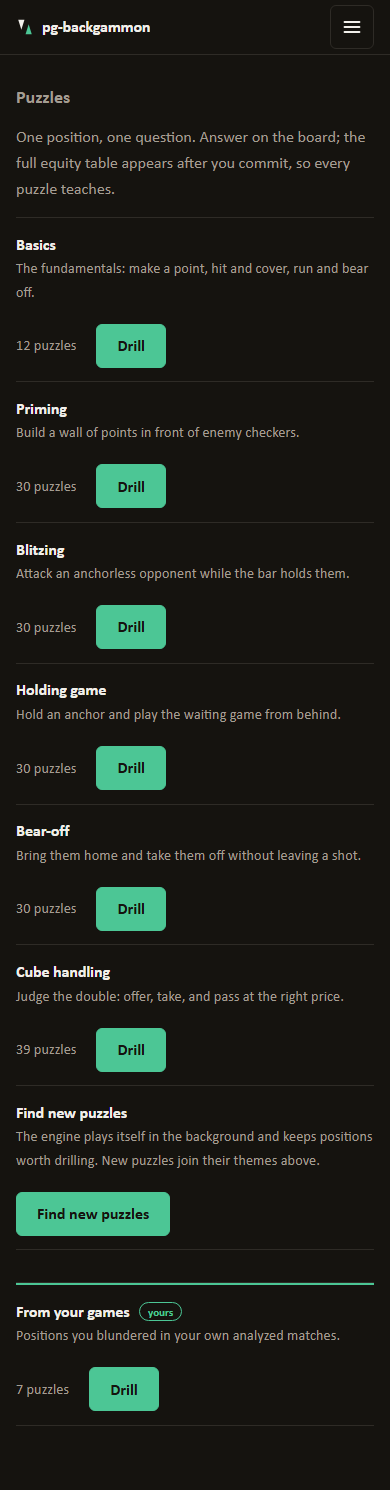 pg-backgammon
Puzzles
One position, one question. Answer on the board; the
full equity table appears after you commit, so every
puzzle teaches.
Basics
The fundamentals: make a point, hit and cover, run and bear
off.
12 puzzles Drill
Priming
Build a wall of points in front of enemy checkers.
30 puzzles Drill
Blitzing
Attack an anchorless opponent while the bar holds them.
30 puzzles Drill
Holding game
Hold an anchor and play the waiting game from behind.
30 puzzles Drill
Bear-off
Bring them home and take them off without leaving a shot.
30 puzzles Drill
Cube handling
Judge the double: offer, take, and pass at the right price.
39 puzzles Drill
Find new puzzles
The engine plays itself in the background and keeps positions
worth drilling. New puzzles join their themes above.
Find new puzzles
From your games yours
Positions you blundered in your own analyzed matches.
7 puzzles Drill